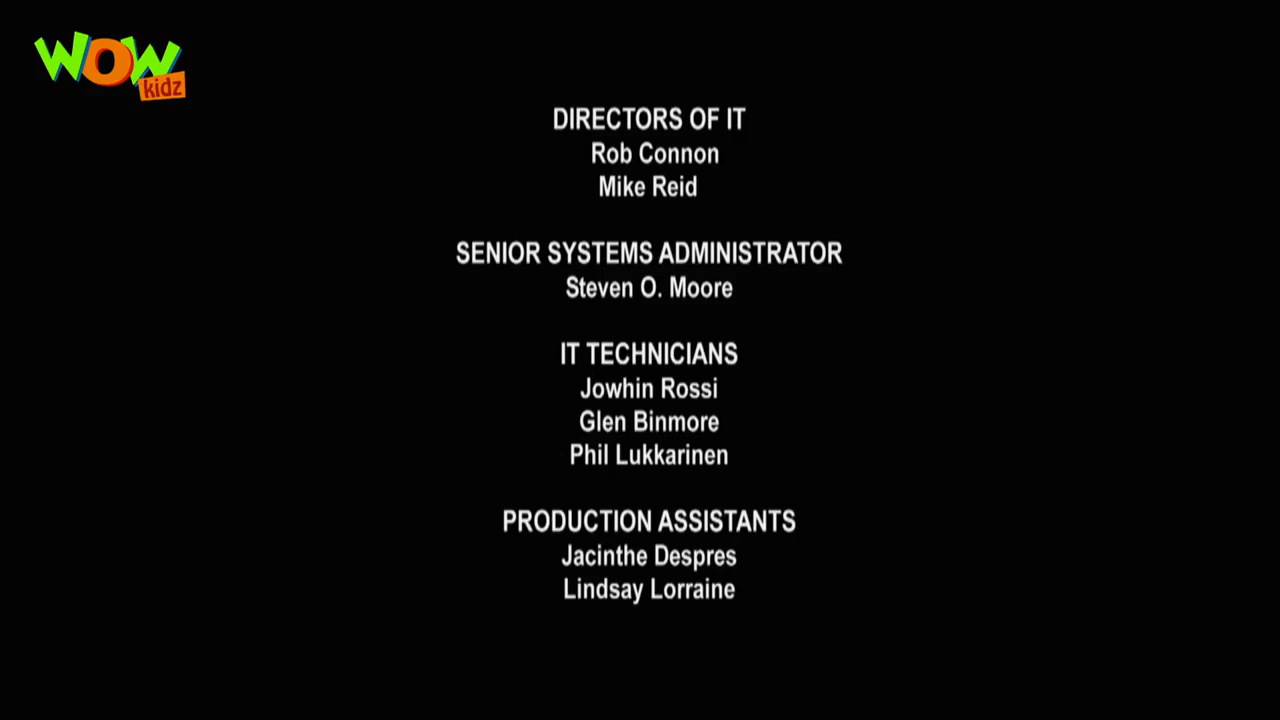 WOW
kidz
DIRECTORS OF IT
Rob Connon
Mike Reid
SENIOR SYSTEMS ADMINISTRATOR
Steven O. Moore
IT TECHNICIANS
Jowhin Rossi
Glen Binmore
Phil Lukkarinen
PRODUCTION ASSISTANTS
Jacinthe Despres
Lindsay Lorraine